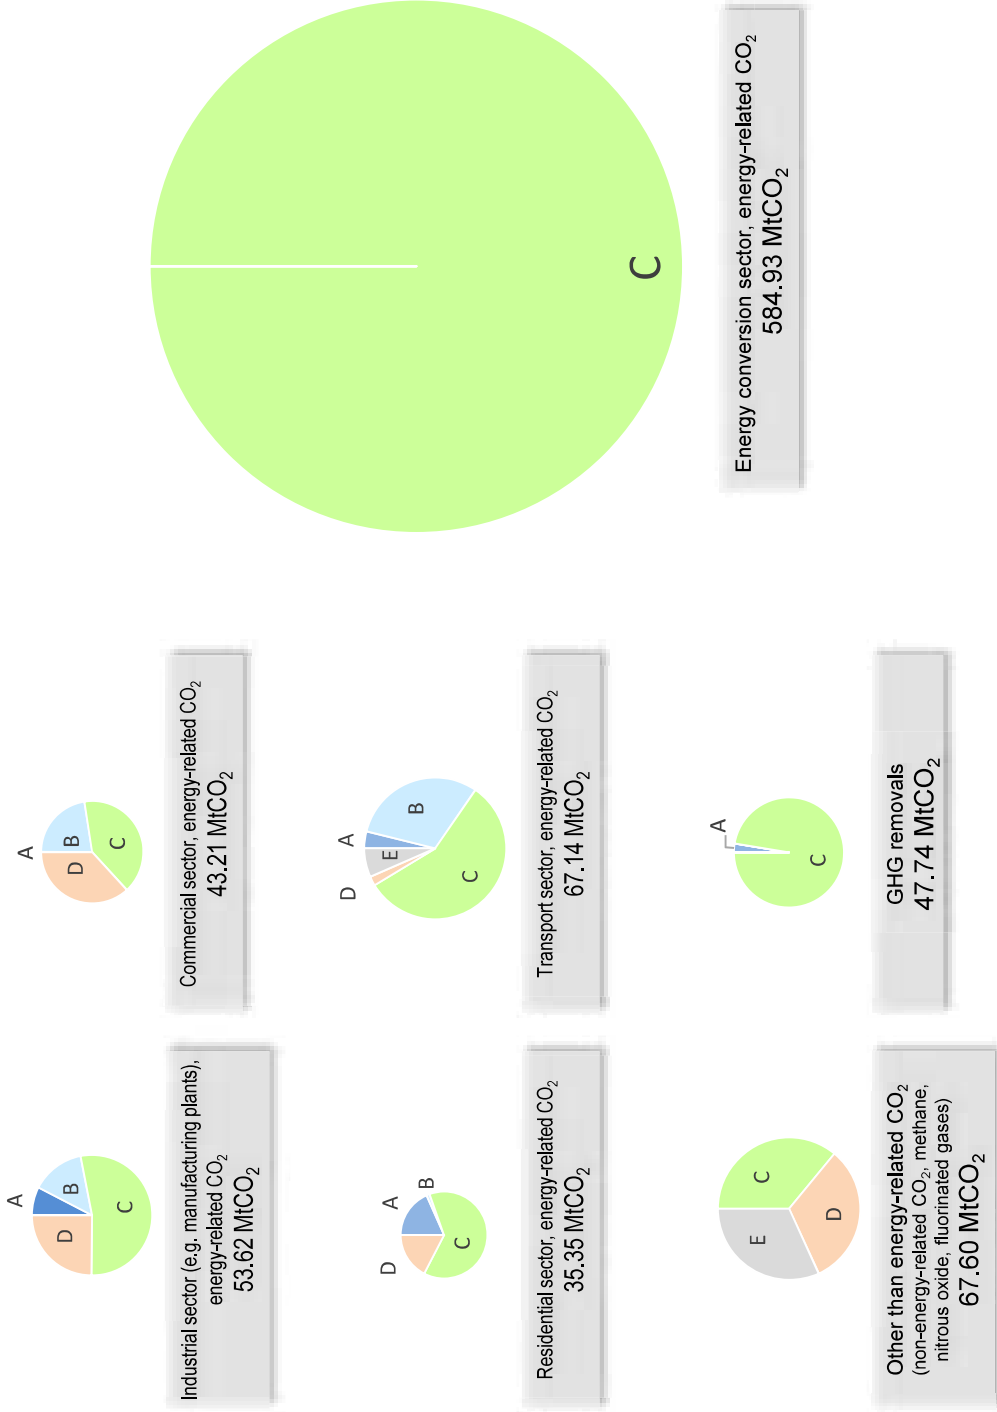 A
D B
C
Industrial sector (e.g. manufacturing plants),
energy-related CO₂
53.62 MtCO₂
A
D B
C
Commercial sector, energy-related CO₂
43.21 MtCO₂
D A
B
C
Residential sector, energy-related CO₂
35.35 MtCO₂
D A
E B
C
Transport sector, energy-related CO₂
67.14 MtCO₂
E C
D
Other than energy-related CO₂
(non-energy-related CO₂, methane,
nitrous oxide, fluorinated gases)
67.60 MtCO₂
A
C
GHG removals
47.74 MtCO₂
C
Energy conversion sector, energy-related CO₂
584.93 MtCO₂